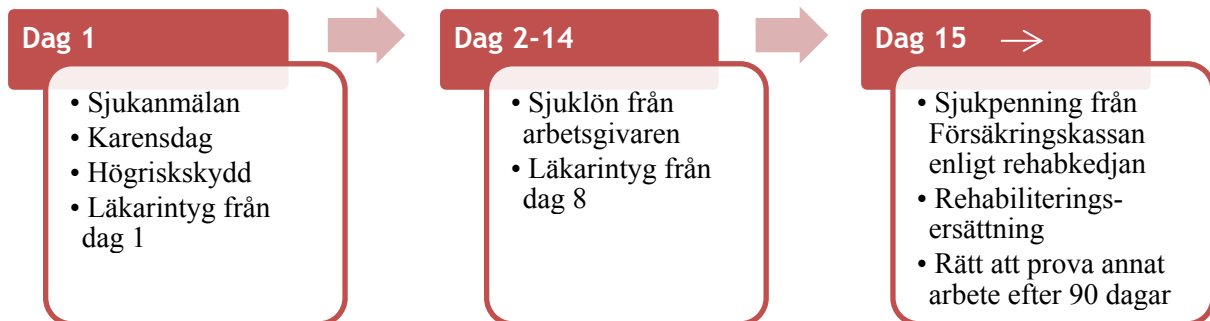 Dag 1
• Sjukanmälan
• Karensdag
• Högriskskydd
• Läkarintyg från
dag 1
Dag 2-14
• Sjuklön från
arbetsgivaren
• Läkarintyg från
dag 8
Dag 15 →
• Sjukpenning från
Försäkringskassan
enligt rehabkedjan
• Rehabiliterings-
ersättning
• Rätt att prova annat
arbete efter 90 dagar